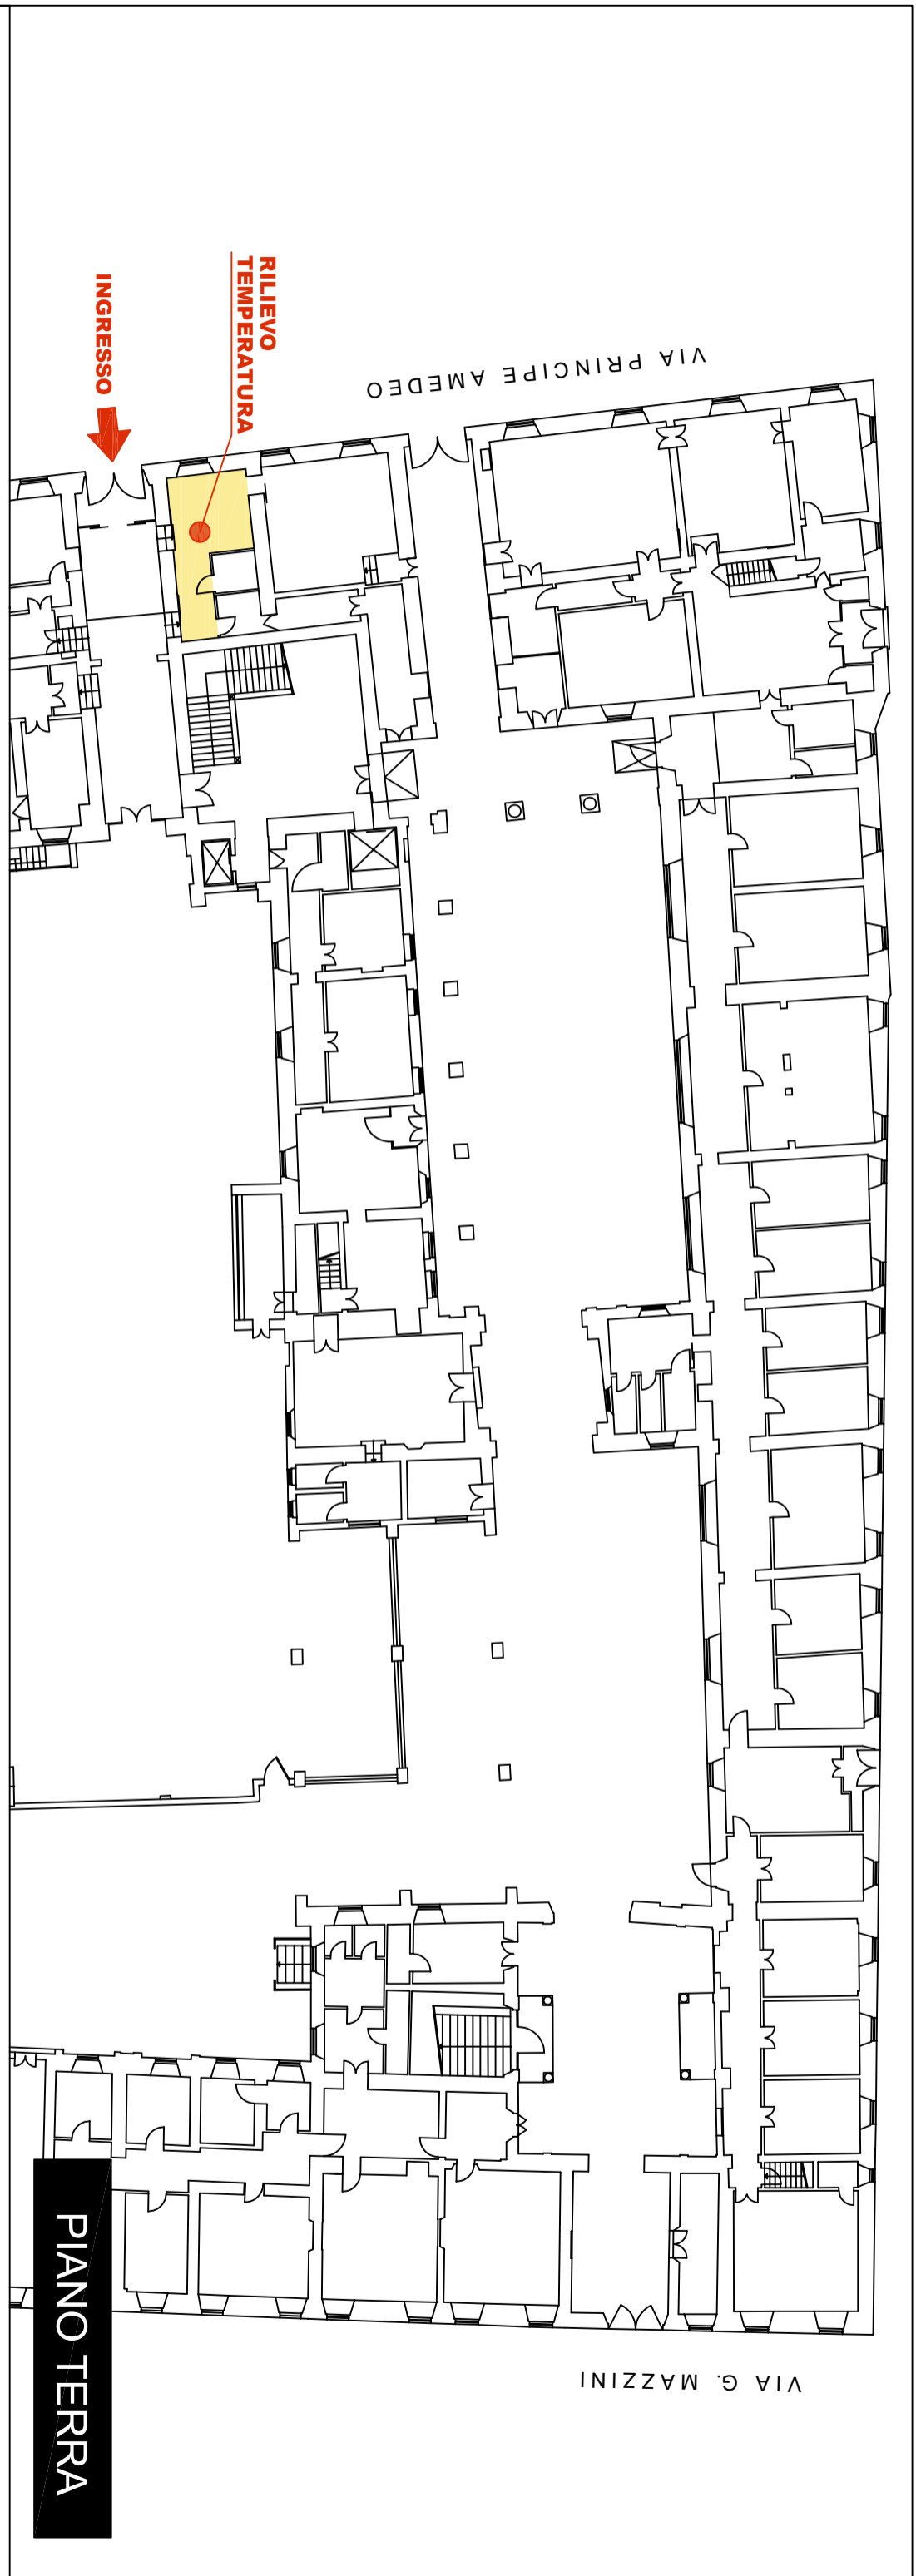 RILIEVO
TEMPERATURA
INGRESSO
VIA PRINCIPE AMEDEO
VIA G. MAZZINI
PIANO TERRA